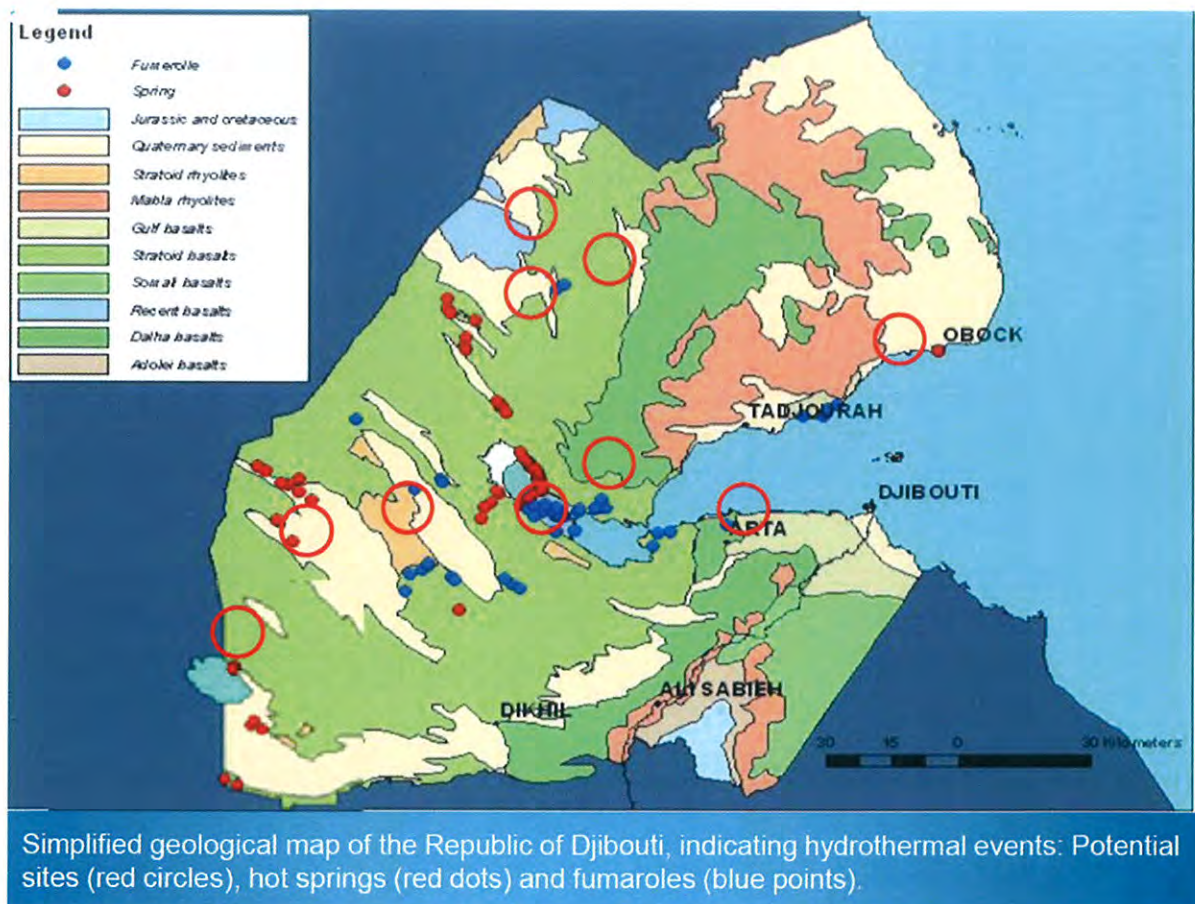 Legend
Fumerolle
Spring
Jurassic and cretaceous
Quaternary sediments
Stratoid rhyolites
Mabla rhyolites
Gulf basalts
Stratoid basalts
Somali basalts
Recent basalts
Dalha basalts
Adolei basalts
OBOCK
TADJOURAH
DJIBOUTI
ARTA
ALI SABIEH
DIKHIL
30 15 0 30 Kilometers
Simplified geological map of the Republic of Djibouti, indicating hydrothermal events: Potential
sites (red circles), hot springs (red dots) and fumaroles (blue points).